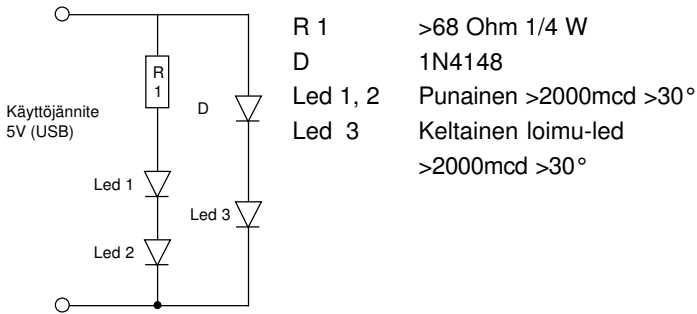 R 1 >68 Ohm 1/4 W
D 1N4148
Led 1, 2 Punainen >2000mcd >30°
Led 3 Keltainen loimu-led
>2000mcd >30°
Käyttöjännite
5V (USB)
R
1
D
Led 1
Led 3
Led 2